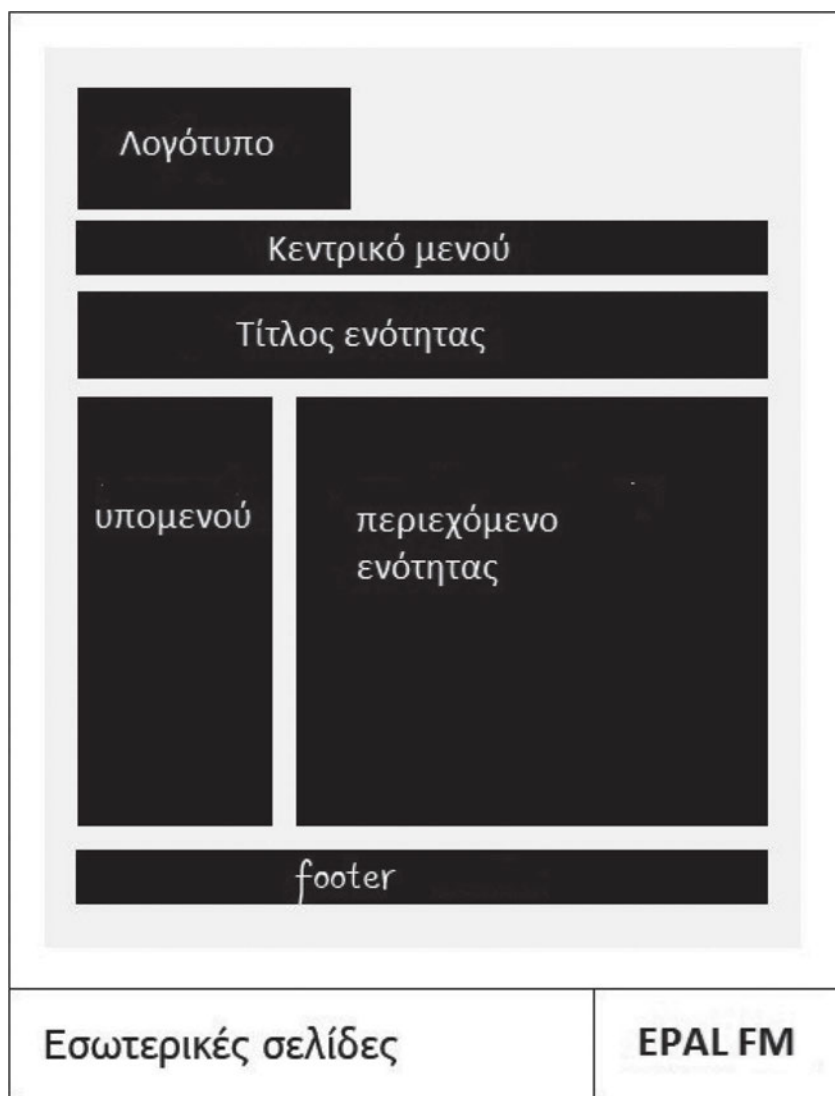 Λογότυπο
Κεντρικό μενού
Τίτλος ενότητας
υπομενού
περιεχόμενο
ενότητας
footer
Εσωτερικές σελίδες
EPAL FM